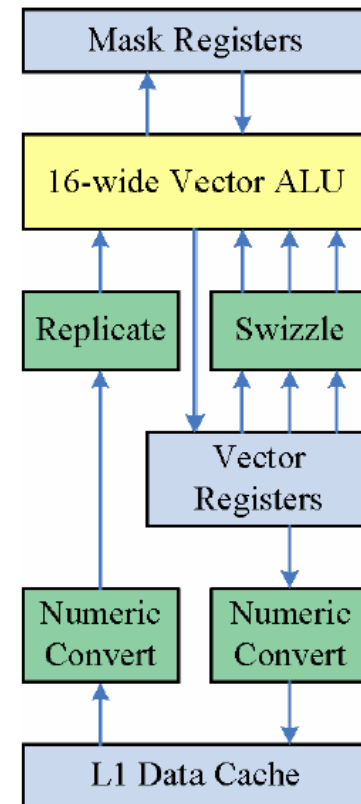 Mask Registers
16-wide Vector ALU
Replicate
Swizzle
Vector
Registers
Numeric
Convert
Numeric
Convert
L1 Data Cache